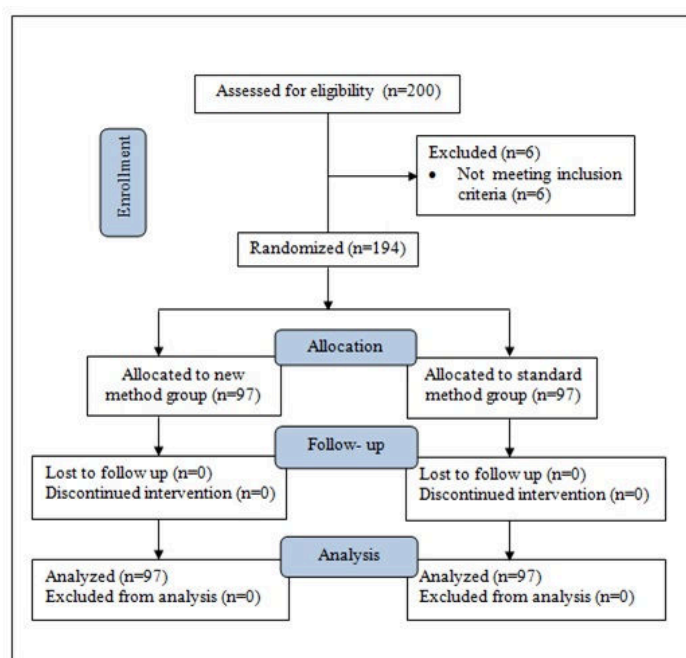 Assessed for eligibility (n=200)
Enrollment
Excluded (n=6)
• Not meeting inclusion
criteria (n=6)
Randomized (n=194)
Allocation
Allocated to new
method group (n=97)
Allocated to standard
method group (n=97)
Follow- up
Lost to follow up (n=0)
Discontinued intervention (n=0)
Lost to follow up (n=0)
Discontinued intervention (n=0)
Analysis
Analyzed (n=97)
Excluded from analysis (n=0)
Analyzed (n=97)
Excluded from analysis (n=0)